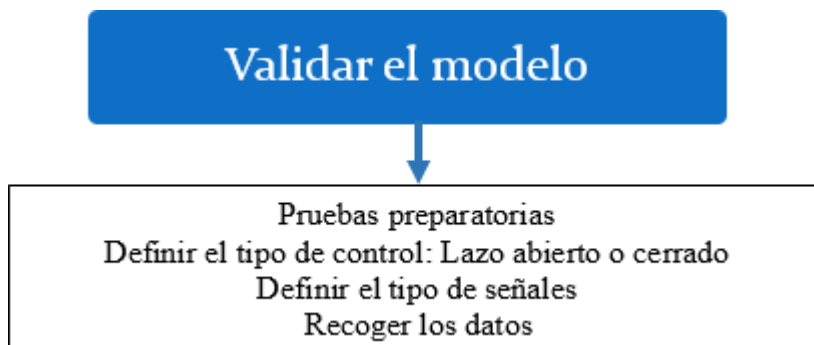 Validar el modelo
Pruebas preparatorias
Definir el tipo de control: Lazo abierto o cerrado
Definir el tipo de señales
Recoger los datos